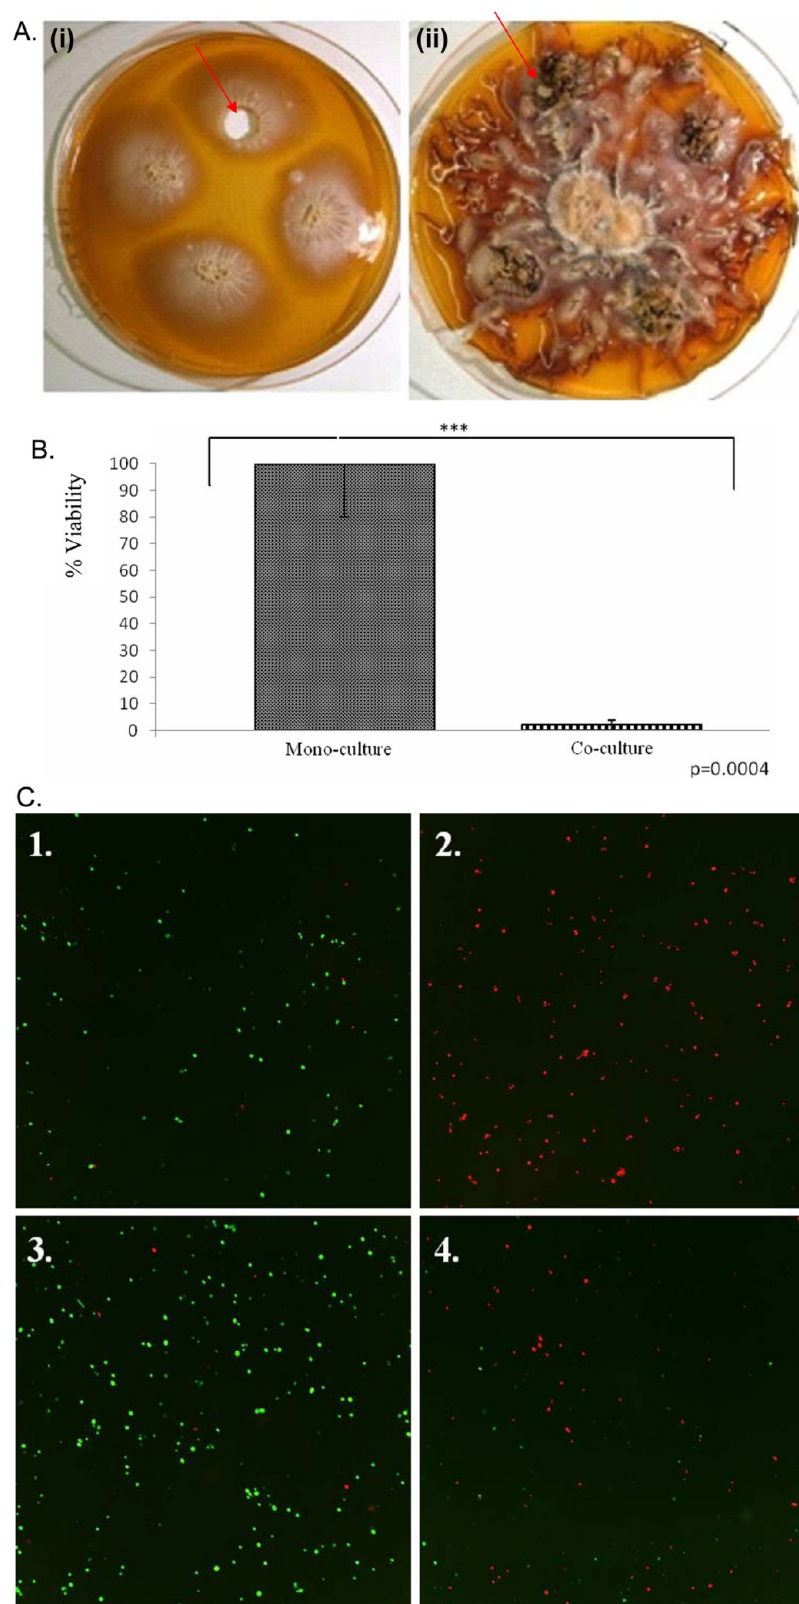 A. (i) (ii)
B.
***
% Viability
100
90
80
70
60
50
40
30
20
10
0
Mono-culture Co-culture
p=0.0004
C.
1. 2.
3. 4.